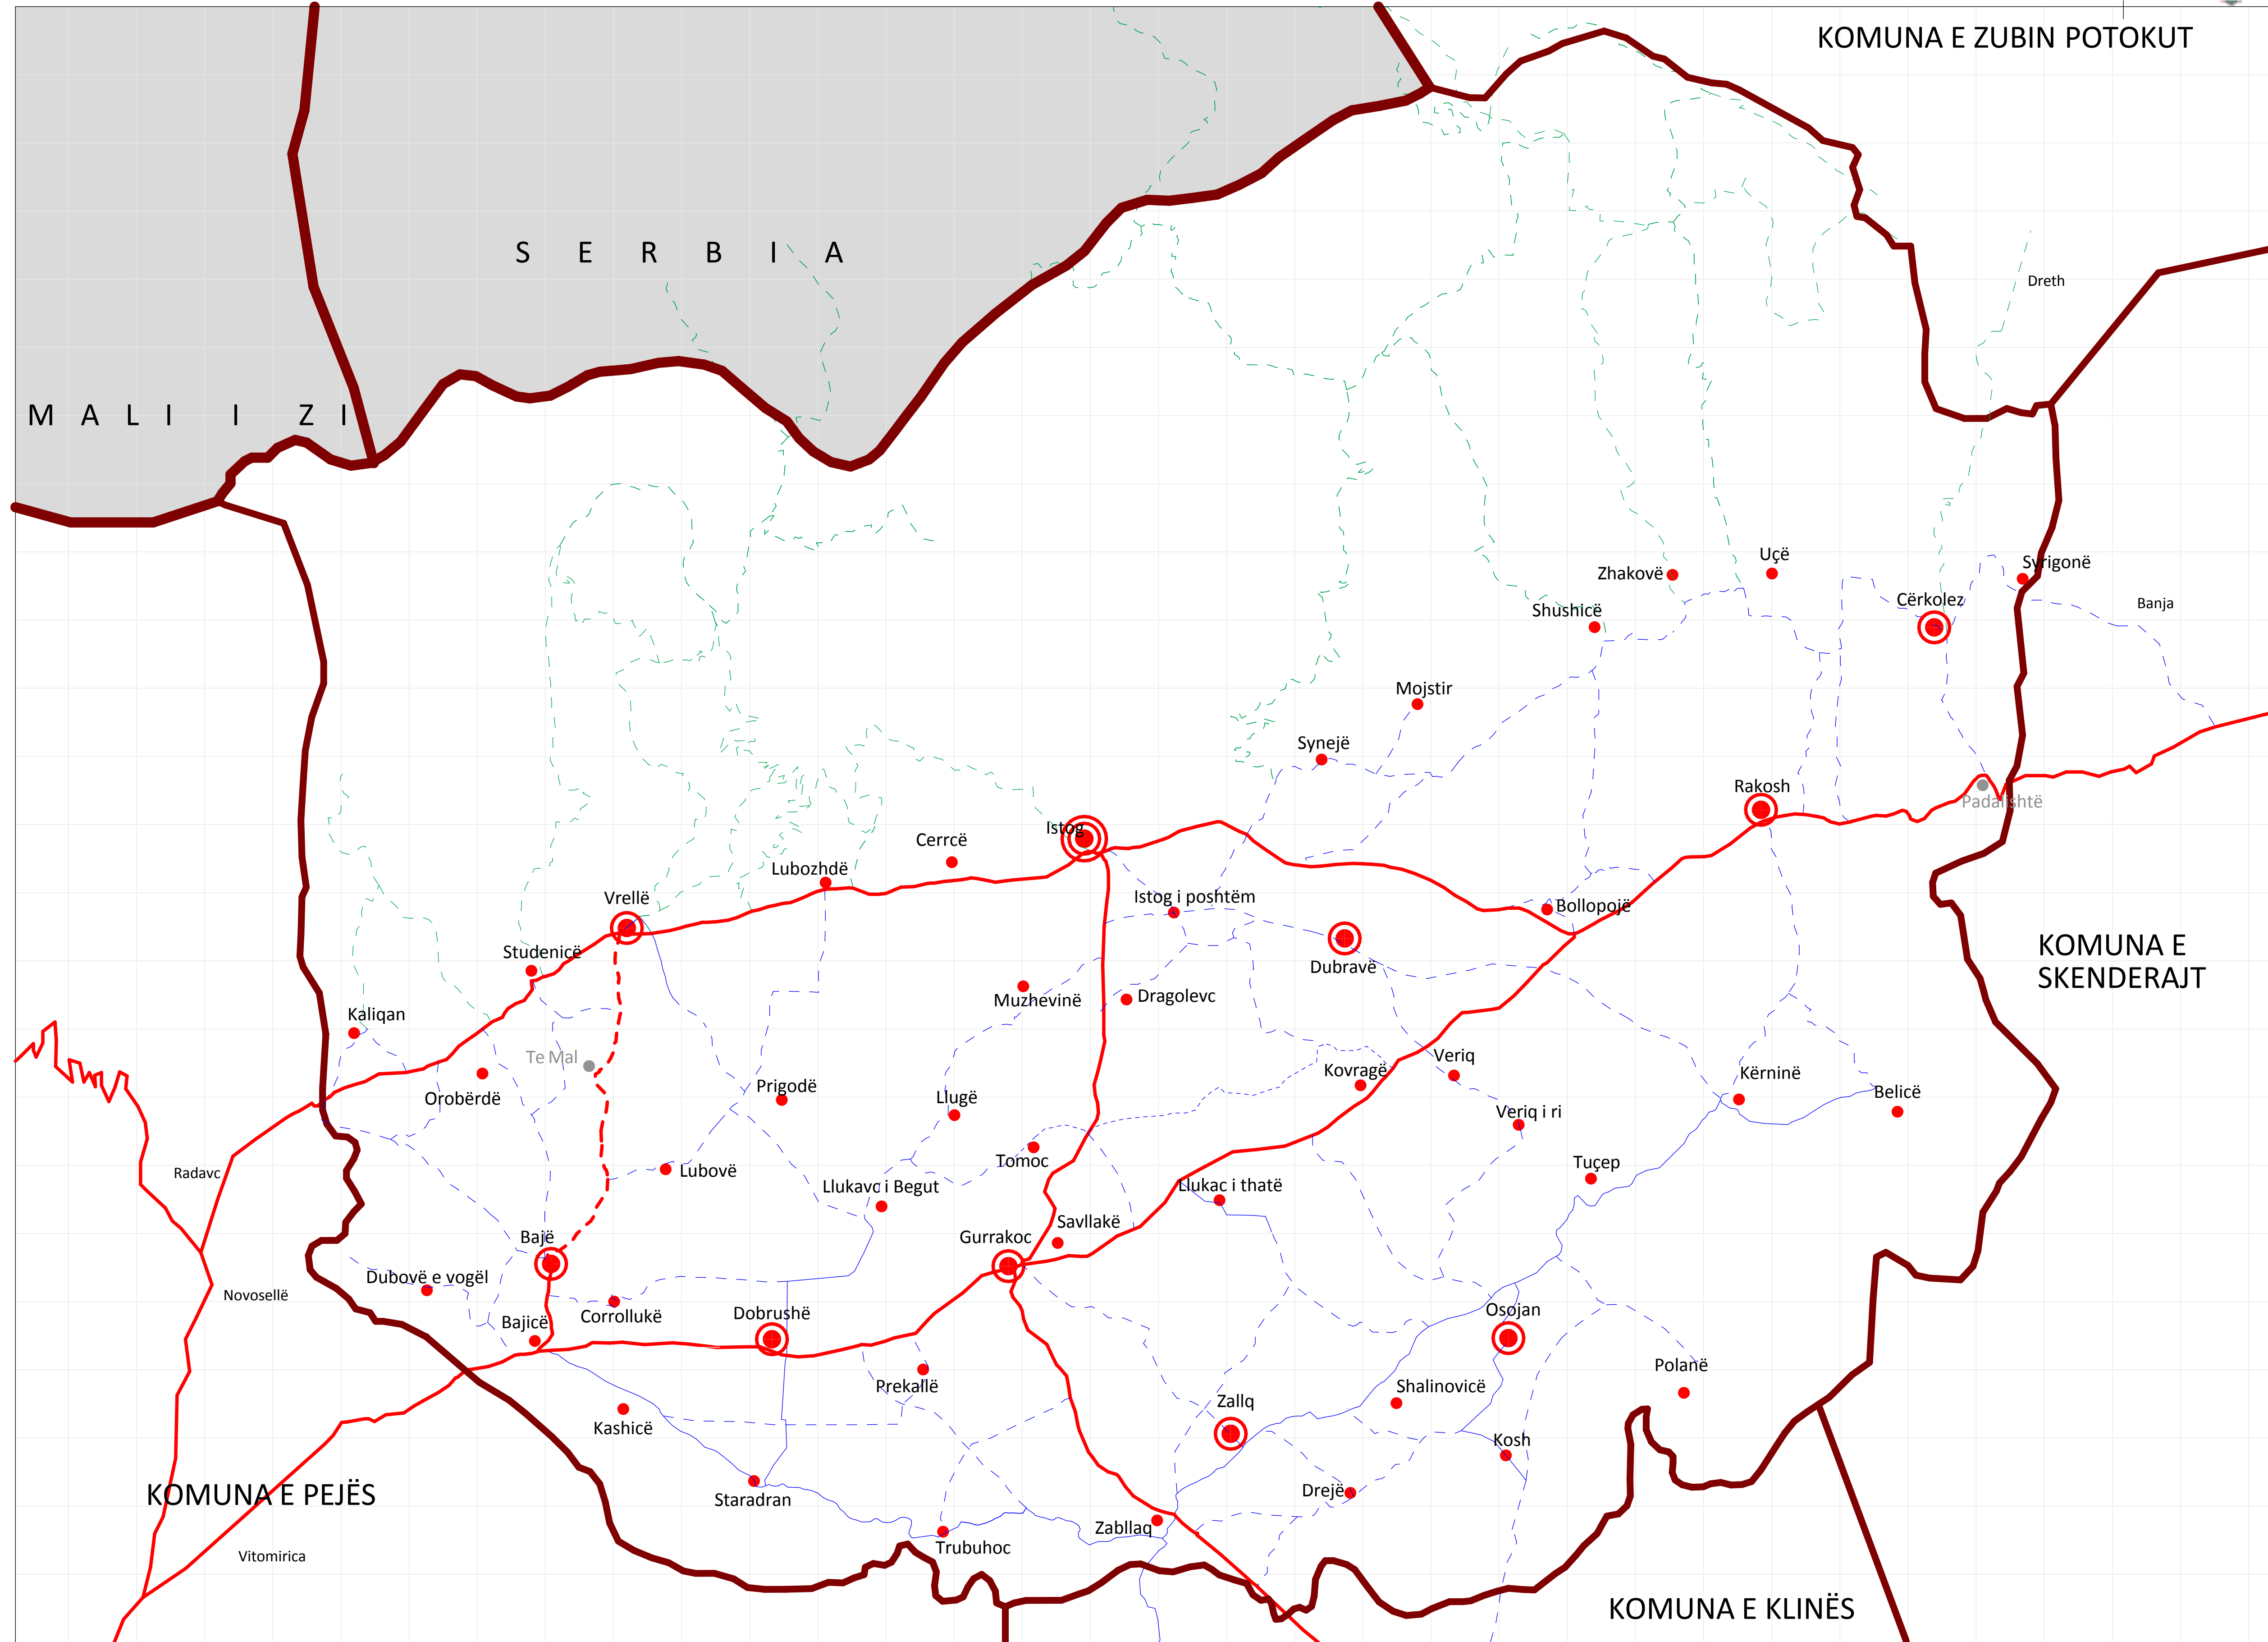 KOMUNA E ZUBIN POTOKUT
S E R B I A
Dreth
M A L I I Z I
Uçë
Syrigonë
Zhakovë
Cërkolez
Banja
Shushicë
Mojstir
Synejë
Rakosh
Padalishtë
Istog
Cerrcë
Lubozhdë
Vrellë
Istog i poshtëm
Bollopojë
KOMUNA E
SKENDERAJT
Studenicë
Dubravë
Muzhevinë
Dragolevc
Kaliqan
Te Mal
Veriq
Kovragë
Kërninë
Prigodë
Orobërdë
Llugë
Belicë
Veriq i ri
Tomoc
Tuçep
Radavc
Lubovë
Llukavc i Begut
Llukac i thatë
Savllakë
Bajë
Gurrakoc
Dubovë e vogël
Novosellë
Corrollukë
Dobrushë
Osojan
Bajicë
Polanë
Prekallë
Shalinovicë
Zallq
Kashicë
Kosh
KOMUNA E PEJËS
Staradran
Drejë
Zabllaq
Trubuhoc
Vitomirica
KOMUNA E KLINËS